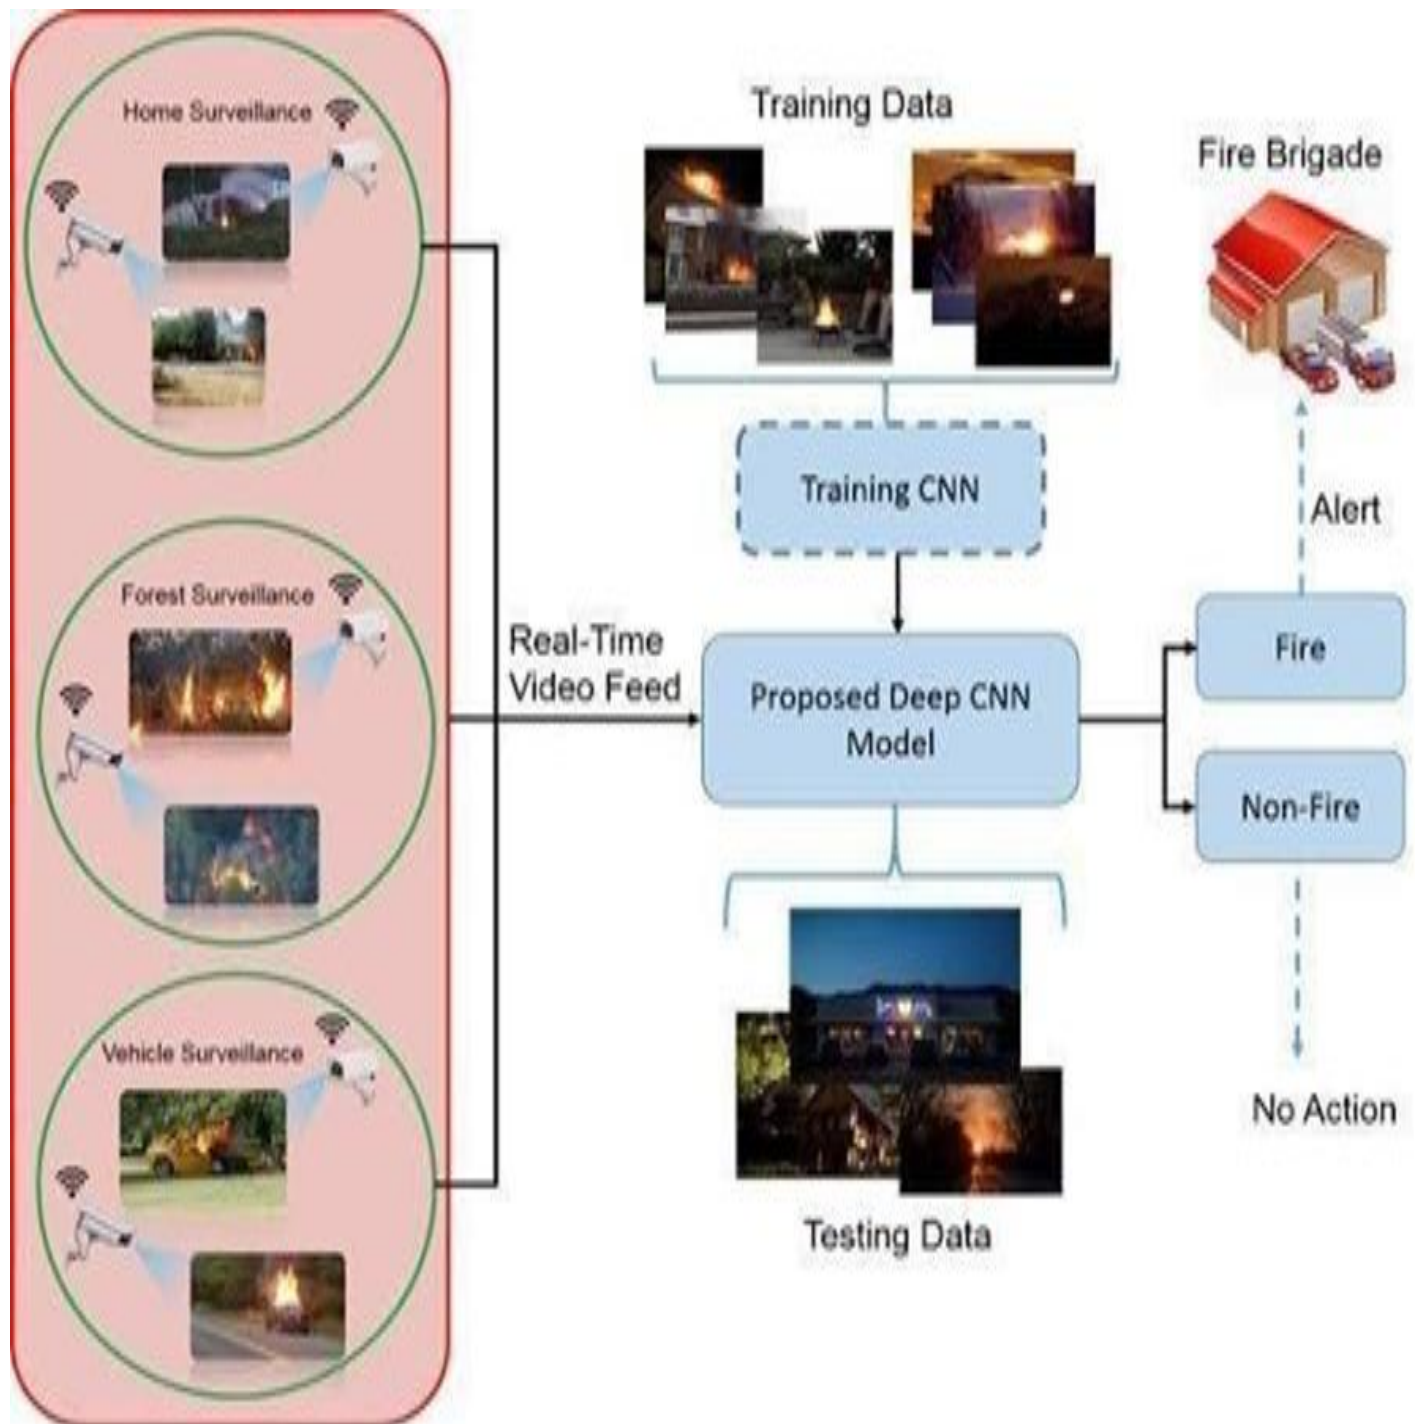 Home Surveillance
Forest Surveillance
Vehicle Surveillance
Real-Time
Video Feed
Training Data
Training CNN
Proposed Deep CNN
Model
Testing Data
Fire Brigade
Alert
Fire
Non-Fire
No Action